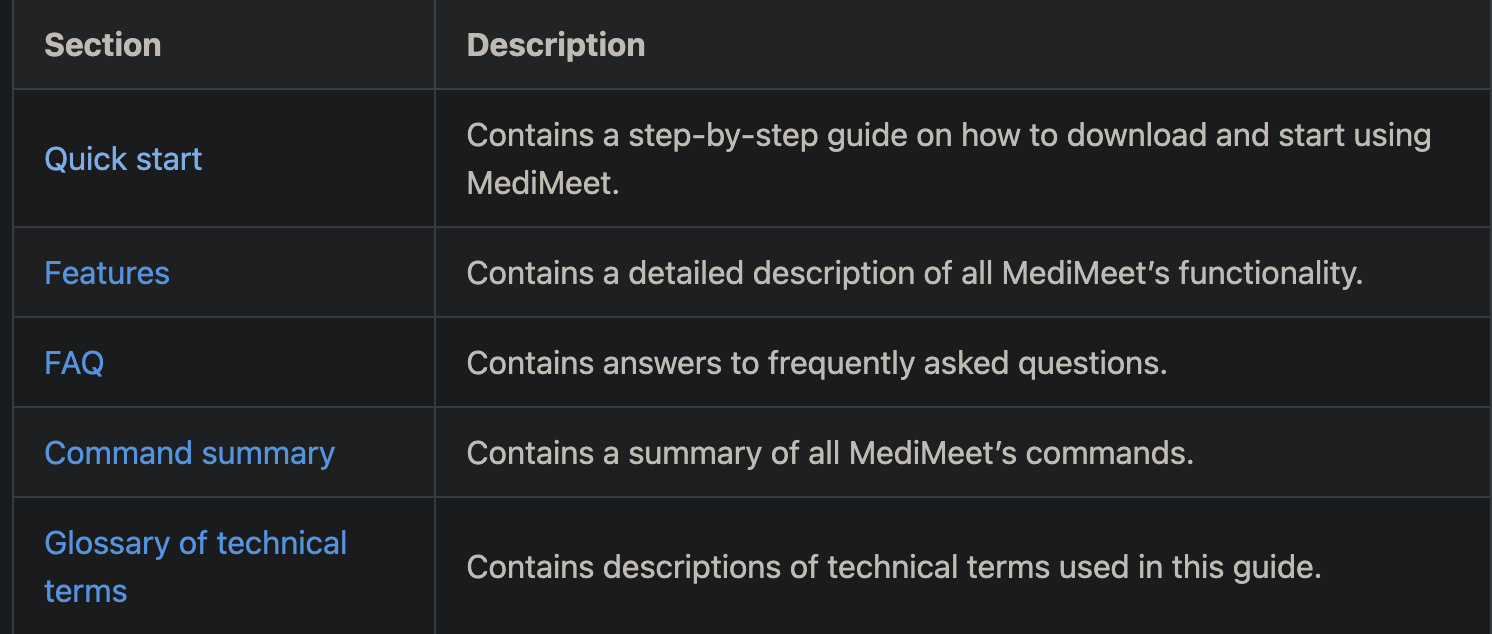 Section
Description
Quick start
Contains a step-by-step guide on how to download and start using
MediMeet.
Features
Contains a detailed description of all MediMeet’s functionality.
FAQ
Contains answers to frequently asked questions.
Command summary
Contains a summary of all MediMeet’s commands.
Glossary of technical
terms
Contains descriptions of technical terms used in this guide.